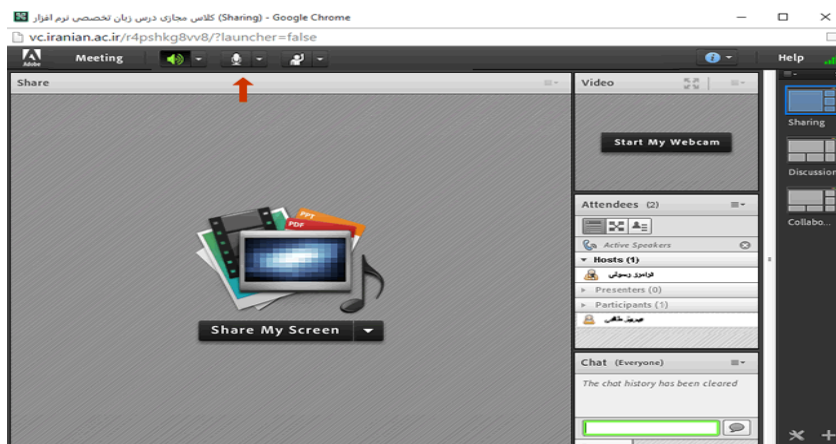 کلاس مجازی درس زبان تخصصی نرم افزار (Sharing) - Google Chrome
vc.iranian.ac.ir/r4pshkg8vv8/?launcher=false
Adobe
Meeting
Help
Share
PPT
PDF
Share My Screen
Video
Start My Webcam
Attendees (2)
Active Speakers
Hosts (1)
فرامرز رسولی
Presenters (0)
Participants (1)
Chat (Everyone)
The chat history has been cleared
Sharing
Discussion
Collabo...